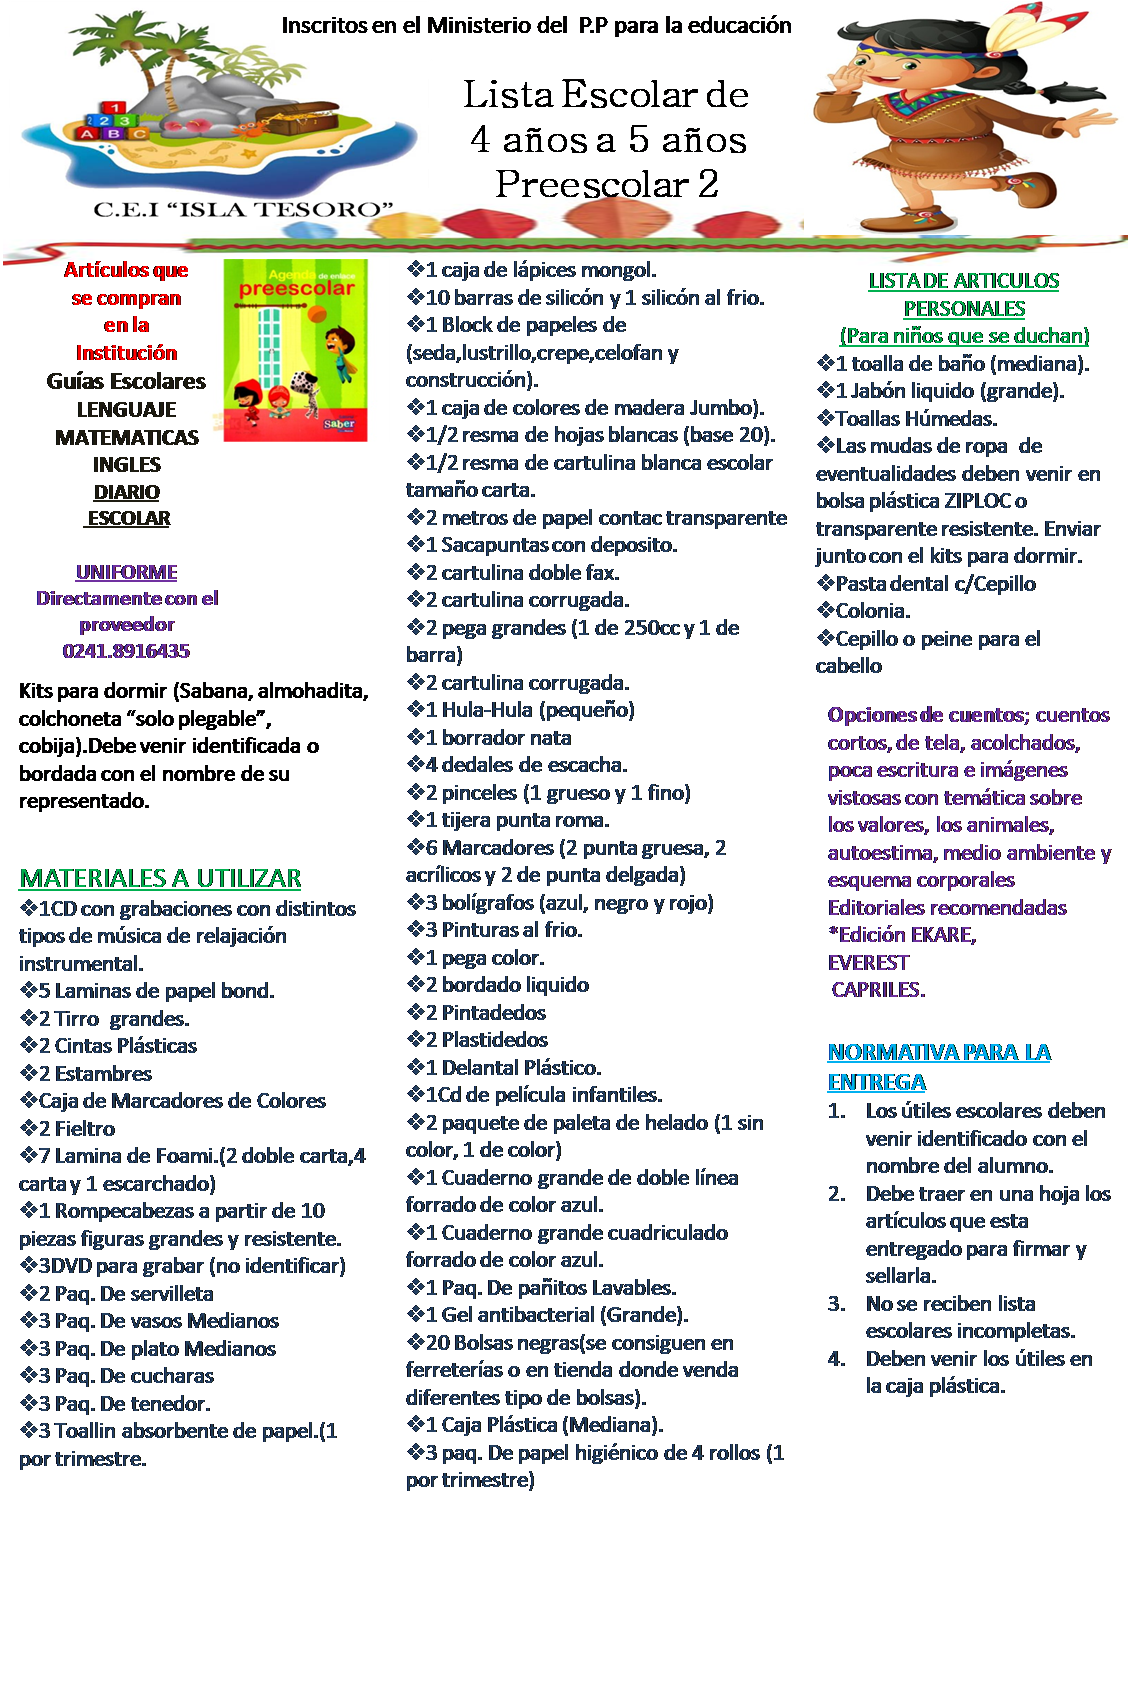 Inscritos en el Ministerio del P.P para la educación
Lista Escolar de
4 años a 5 años
Preescolar 2
1
2 3
A B C
C.E.I “ISLA TESORO”
Artículos que
se compran
en la
Institución
Guías Escolares
LENGUAJE
MATEMATICAS
INGLES
DIARIO
ESCOLAR
Agenda de enlace
preescolar
Saber
UNIFORME
Directamente con el
proveedor
0241.8916435
Kits para dormir (Sabana, almohadita,
colchoneta “solo plegable”,
cobija).Debe venir identificada o
bordada con el nombre de su
representado.
MATERIALES A UTILIZAR
❖1CD con grabaciones con distintos
tipos de música de relajación
instrumental.
❖5 Laminas de papel bond.
❖2 Tirro grandes.
❖2 Cintas Plásticas
❖2 Estambres
❖Caja de Marcadores de Colores
❖2 Fieltro
❖7 Lamina de Foami.(2 doble carta,4
carta y 1 escarchado)
❖1 Rompecabezas a partir de 10
piezas figuras grandes y resistente.
❖3DVD para grabar (no identificar)
❖2 Paq. De servilleta
❖3 Paq. De vasos Medianos
❖3 Paq. De plato Medianos
❖3 Paq. De cucharas
❖3 Paq. De tenedor.
❖3 Toallin absorbente de papel.(1
por trimestre.
❖1 caja de lápices mongol.
❖10 barras de silicón y 1 silicón al frio.
❖1 Block de papeles de
(seda,lustrillo,crepe,celofan y
construcción).
❖1 caja de colores de madera Jumbo).
❖1/2 resma de hojas blancas (base 20).
❖1/2 resma de cartulina blanca escolar
tamaño carta.
❖2 metros de papel contac transparente
❖1 Sacapuntas con deposito.
❖2 cartulina doble fax.
❖2 cartulina corrugada.
❖2 pega grandes (1 de 250cc y 1 de
barra)
❖2 cartulina corrugada.
❖1 Hula-Hula (pequeño)
❖1 borrador nata
❖4 dedales de escacha.
❖2 pinceles (1 grueso y 1 fino)
❖1 tijera punta roma.
❖6 Marcadores (2 punta gruesa, 2
acrílicos y 2 de punta delgada)
❖3 bolígrafos (azul, negro y rojo)
❖3 Pinturas al frio.
❖1 pega color.
❖2 bordado liquido
❖2 Pintadedos
❖2 Plastidedos
❖1 Delantal Plástico.
❖1Cd de película infantiles.
❖2 paquete de paleta de helado (1 sin
color, 1 de color)
❖1 Cuaderno grande de doble línea
forrado de color azul.
❖1 Cuaderno grande cuadriculado
forrado de color azul.
❖1 Paq. De pañitos Lavables.
❖1 Gel antibacterial (Grande).
❖20 Bolsas negras(se consiguen en
ferreterías o en tienda donde venda
diferentes tipo de bolsas).
❖1 Caja Plástica (Mediana).
❖3 paq. De papel higiénico de 4 rollos (1
por trimestre)
LISTA DE ARTICULOS
PERSONALES
(Para niños que se duchan)
❖1 toalla de baño (mediana).
❖1 Jabón liquido (grande).
❖Toallas Húmedas.
❖Las mudas de ropa de
eventualidades deben venir en
bolsa plástica ZIPLOC o
transparente resistente. Enviar
junto con el kits para dormir.
❖Pasta dental c/Cepillo
❖Colonia.
❖Cepillo o peine para el
cabello
Opciones de cuentos; cuentos
cortos, de tela, acolchados,
poca escritura e imágenes
vistosas con temática sobre
los valores, los animales,
autoestima, medio ambiente y
esquema corporales
Editoriales recomendadas
*Edición EKARE,
EVEREST
CAPRILES.
NORMATIVA PARA LA
ENTREGA
1. Los útiles escolares deben
venir identificado con el
nombre del alumno.
2. Debe traer en una hoja los
artículos que esta
entregado para firmar y
sellarla.
3. No se reciben lista
escolares incompletas.
4. Deben venir los útiles en
la caja plástica.